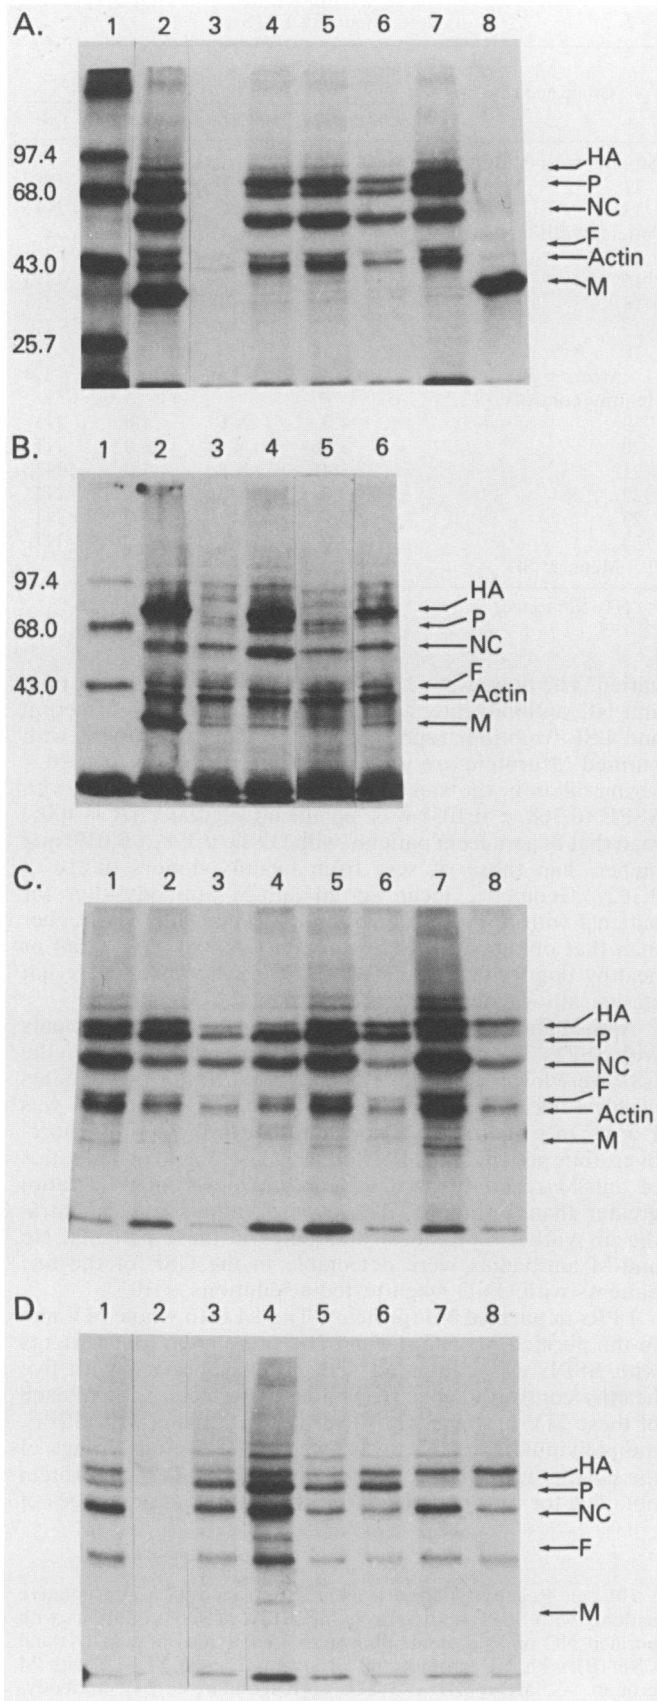 A. 1 2 3 4 5 6 7 8
97.4
68.0
43.0
25.7
HA
P
NC
F
Actin
M
B. 1 2 3 4 5 6
97.4
68.0
43.0
HA
P
NC
F
Actin
M
C. 1 2 3 4 5 6 7 8
HA
P
NC
F
Actin
M
D. 1 2 3 4 5 6 7 8
HA
P
NC
F
M